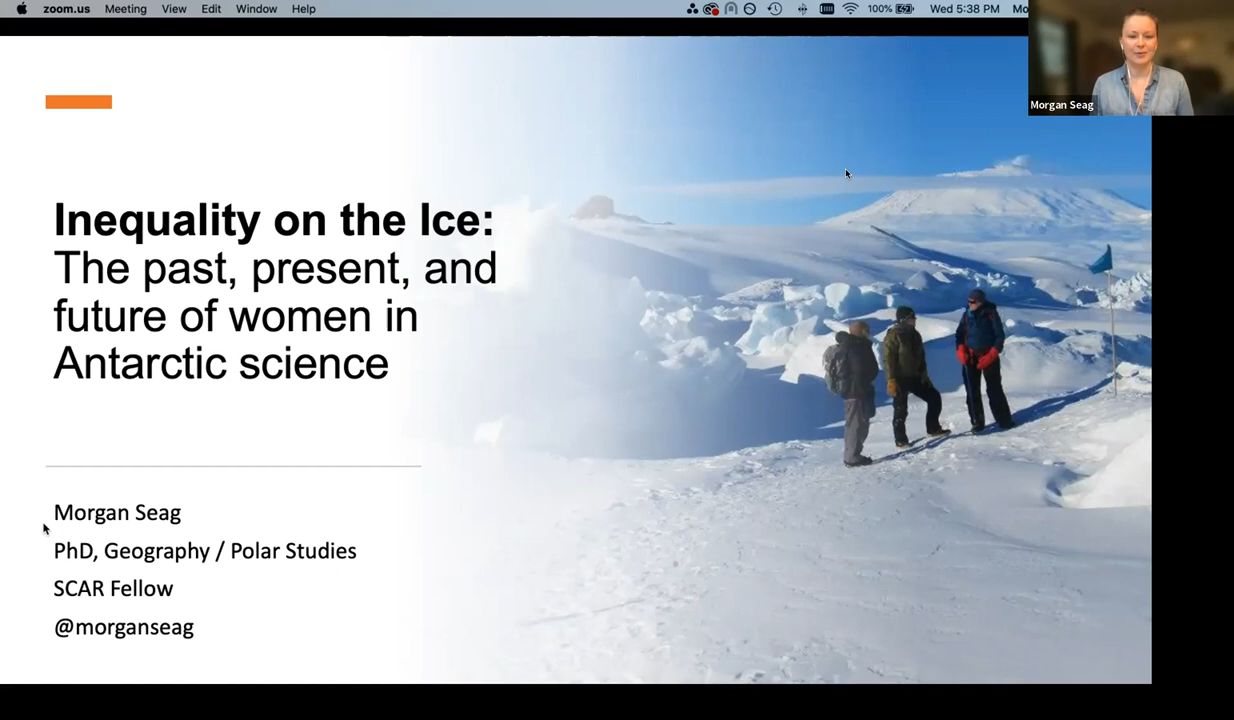 zoom.us Meeting View Edit Window Help 100% Wed 5:38 PM Mo
Morgan Seag
Inequality on the Ice:
The past, present, and
future of women in
Antarctic science
Morgan Seag
PhD, Geography / Polar Studies
SCAR Fellow
@morganseag